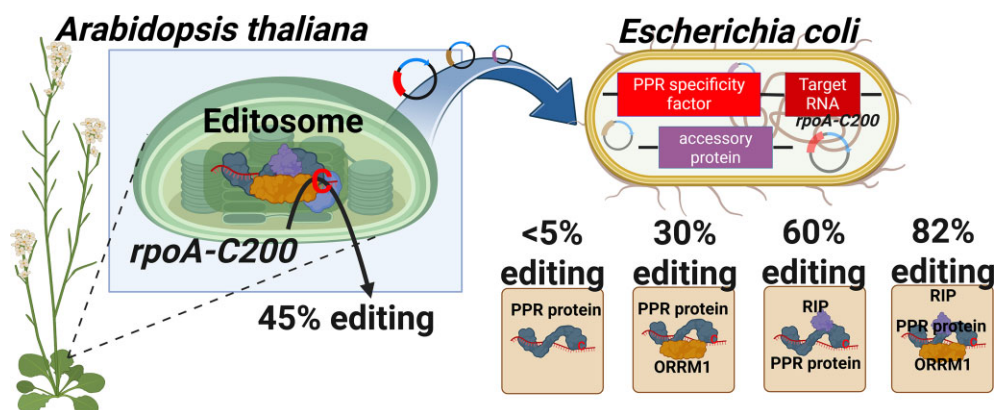 Arabidopsis thaliana
Editosome
C
rpoA-C200
45% editing
Escherichia coli
PPR specificity
factor
Target
RNA
rpoA-C200
accessory
protein
<5%
editing
PPR protein
C
30%
editing
PPR protein
C
ORRM1
60%
editing
RIP
C
PPR protein
82%
editing
RIP
PPR protein
C
ORRM1